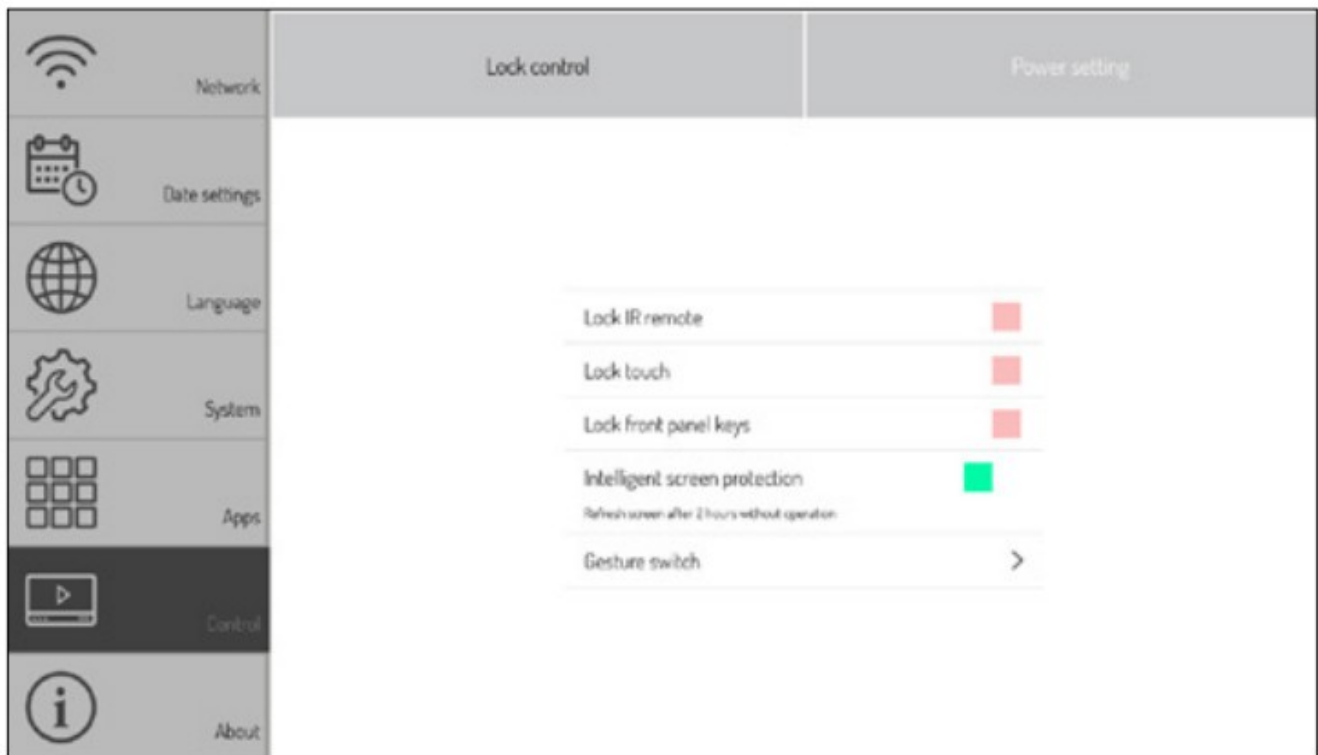 Network
Date settings
Language
System
Apps
Control
About
Lock control
Power setting
Lock IR remote
Lock touch
Lock front panel keys
Intelligent screen protection
Refresh screen after 2 hours without operation
Gesture switch